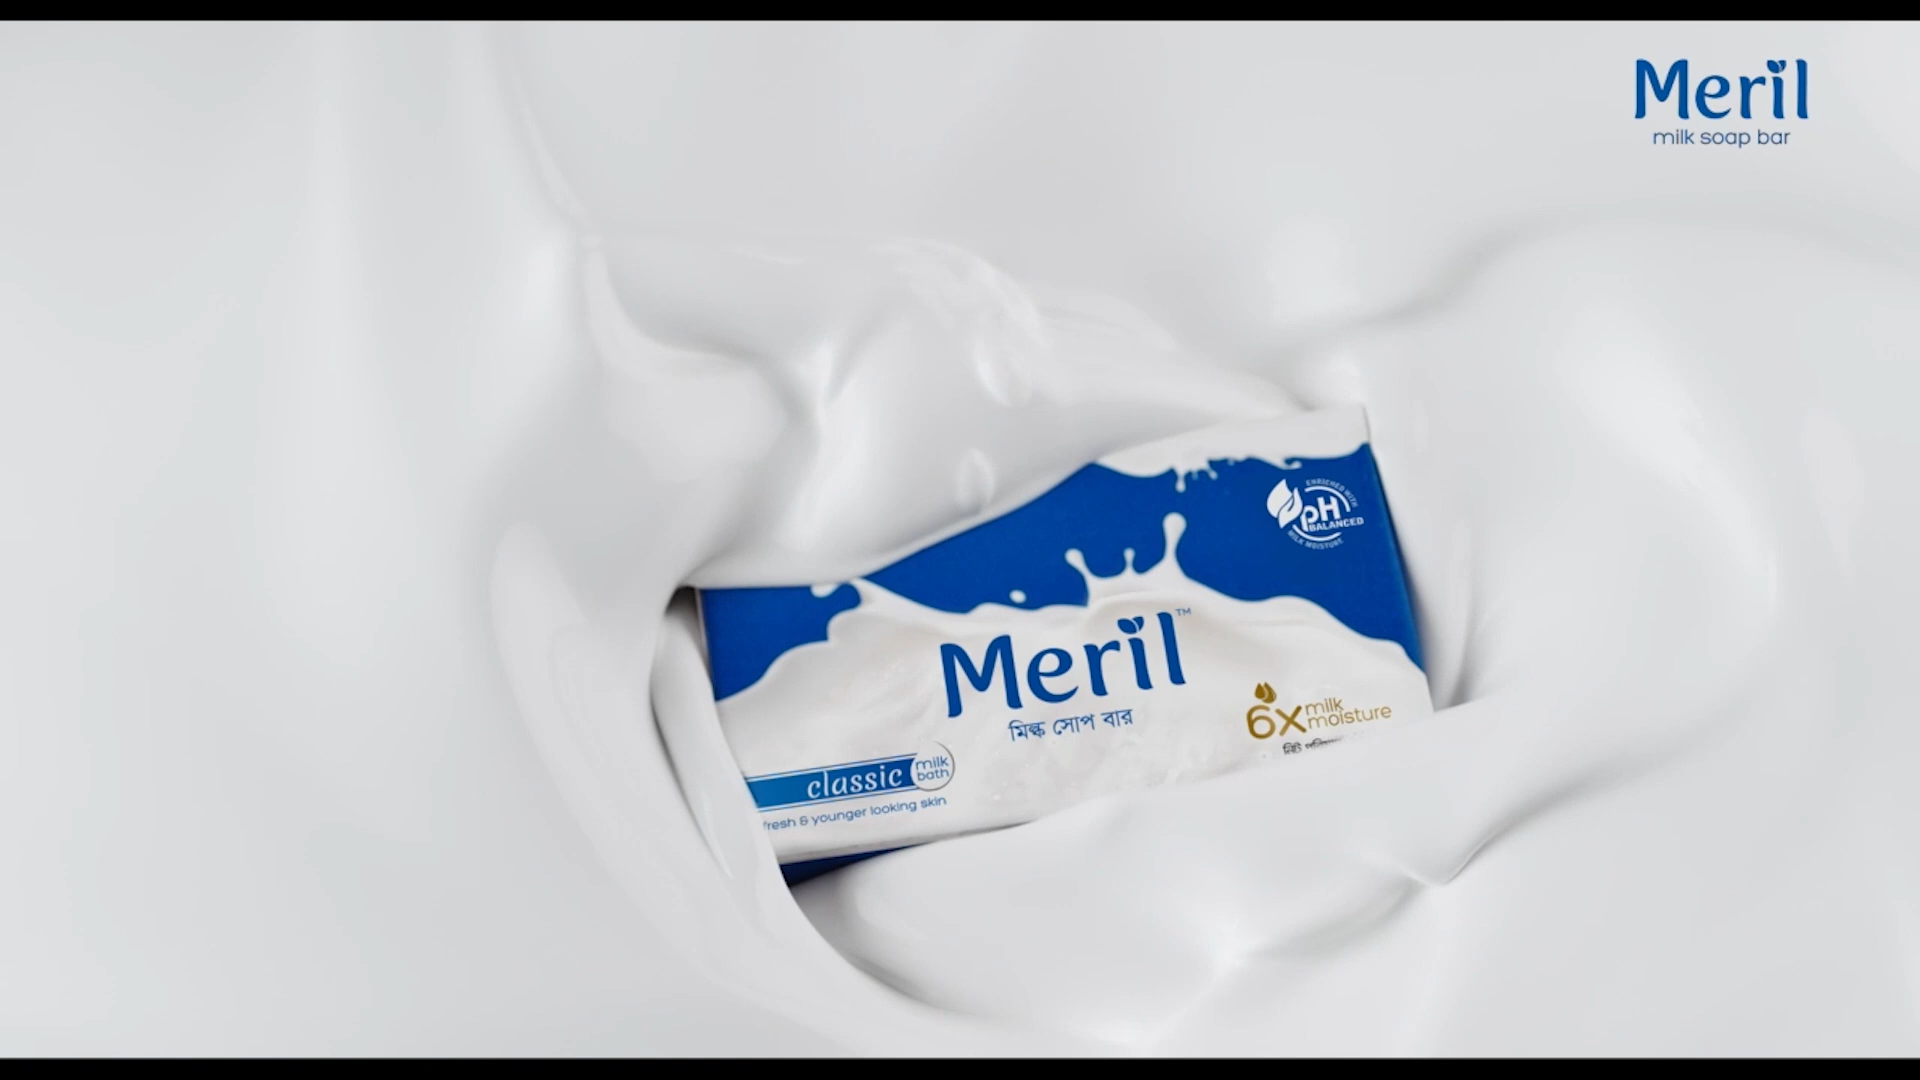 Meril
milk soap bar
ENRICHED WITH
pH
BALANCED
MILK MOISTURE
Meril™
মিল্ক সোপ বার
6x milk moisture
নিট
classic milk bath
fresh & younger looking skin